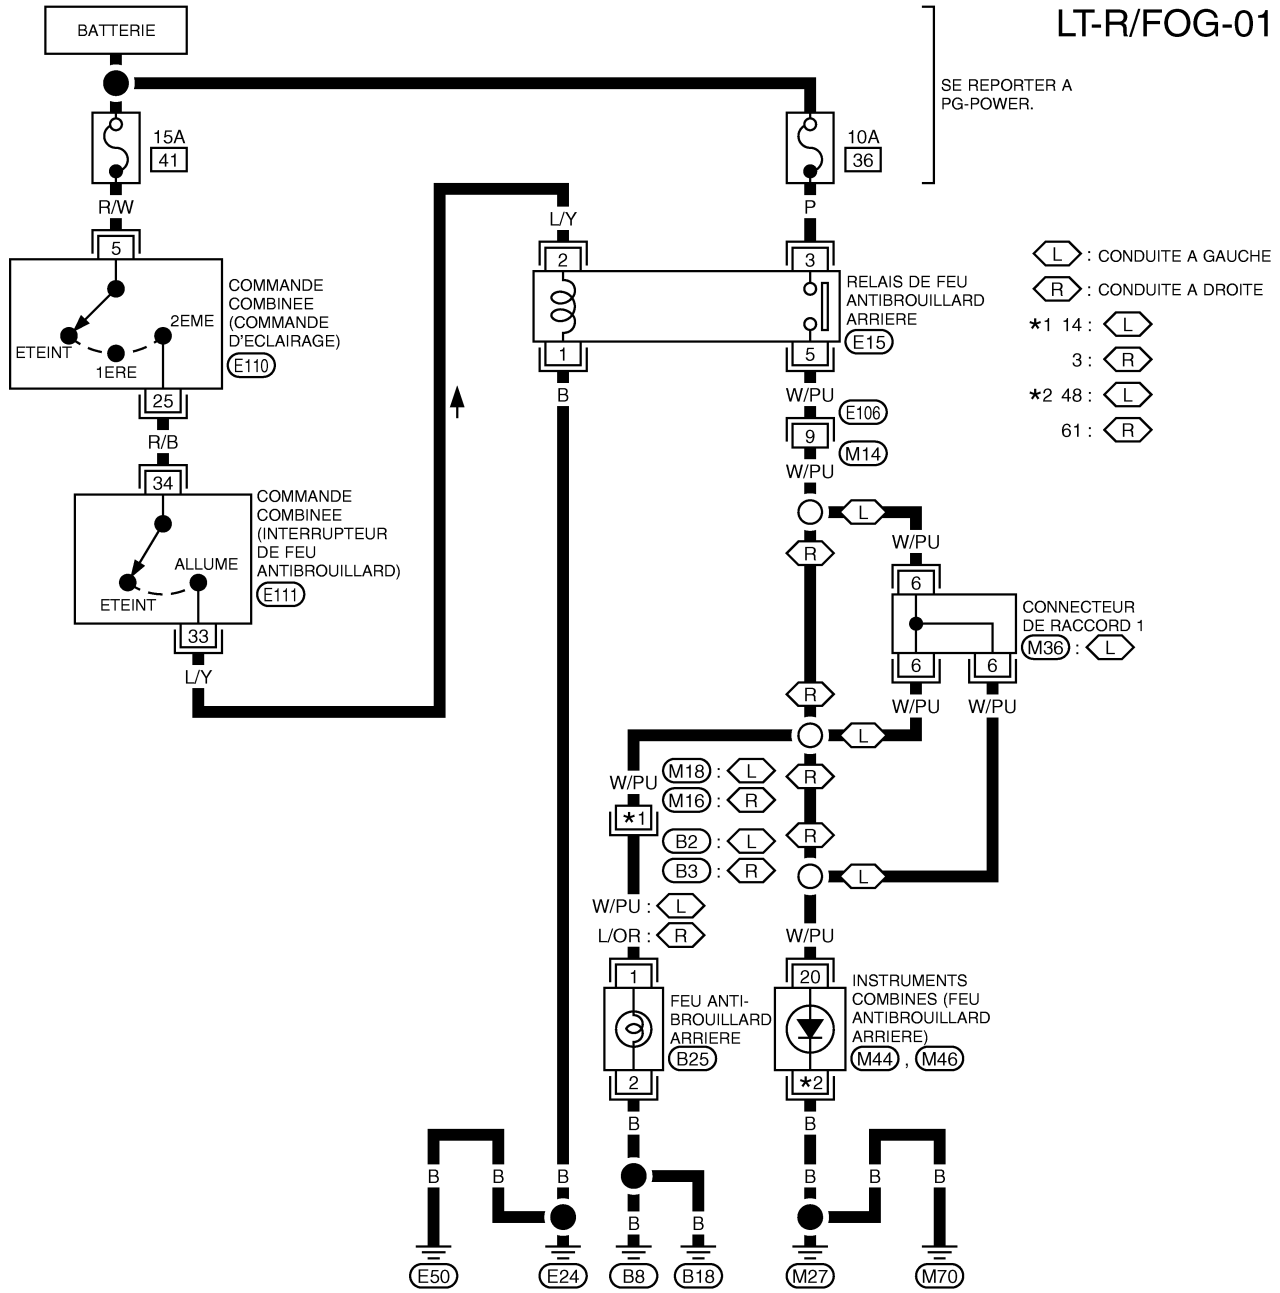 LT-R/FOG-01
BATTERIE
SE REPORTER A
PG-POWER.
15A
41
10A
36
R/W
P
L/Y
5
2
3
L : CONDUITE A GAUCHE
R : CONDUITE A DROITE
*1 14 : L
3 : R
*2 48 : L
61 : R
COMMANDE
COMBINEE
(COMMANDE
D'ECLAIRAGE)
E110
2EME
ETEINT
1ERE
25
R/B
RELAIS DE FEU
ANTIBROUILLARD
ARRIERE
E15
1
5
B
W/PU
E106
9
M14
W/PU
34
COMMANDE
COMBINEE
(INTERRUPTEUR
DE FEU
ANTIBROUILLARD)
E111
ALLUME
ETEINT
33
L/Y
L
W/PU
R
6
CONNECTEUR
DE RACCORD 1
M36 : L
6
6
W/PU
W/PU
R
L
W/PU
M18 : L
R
M16 : R
*1
B2 : L
R
B3 : R
L
W/PU : L
L/OR : R
W/PU
1
20
FEU ANTI-
BROUILLARD
ARRIERE
B25
INSTRUMENTS
COMBINES (FEU
ANTIBROUILLARD
ARRIERE)
M44 , M46
2
*2
B
B
B
B
B
B
B
B
B
B
E50
E24
B8
B18
M27
M70